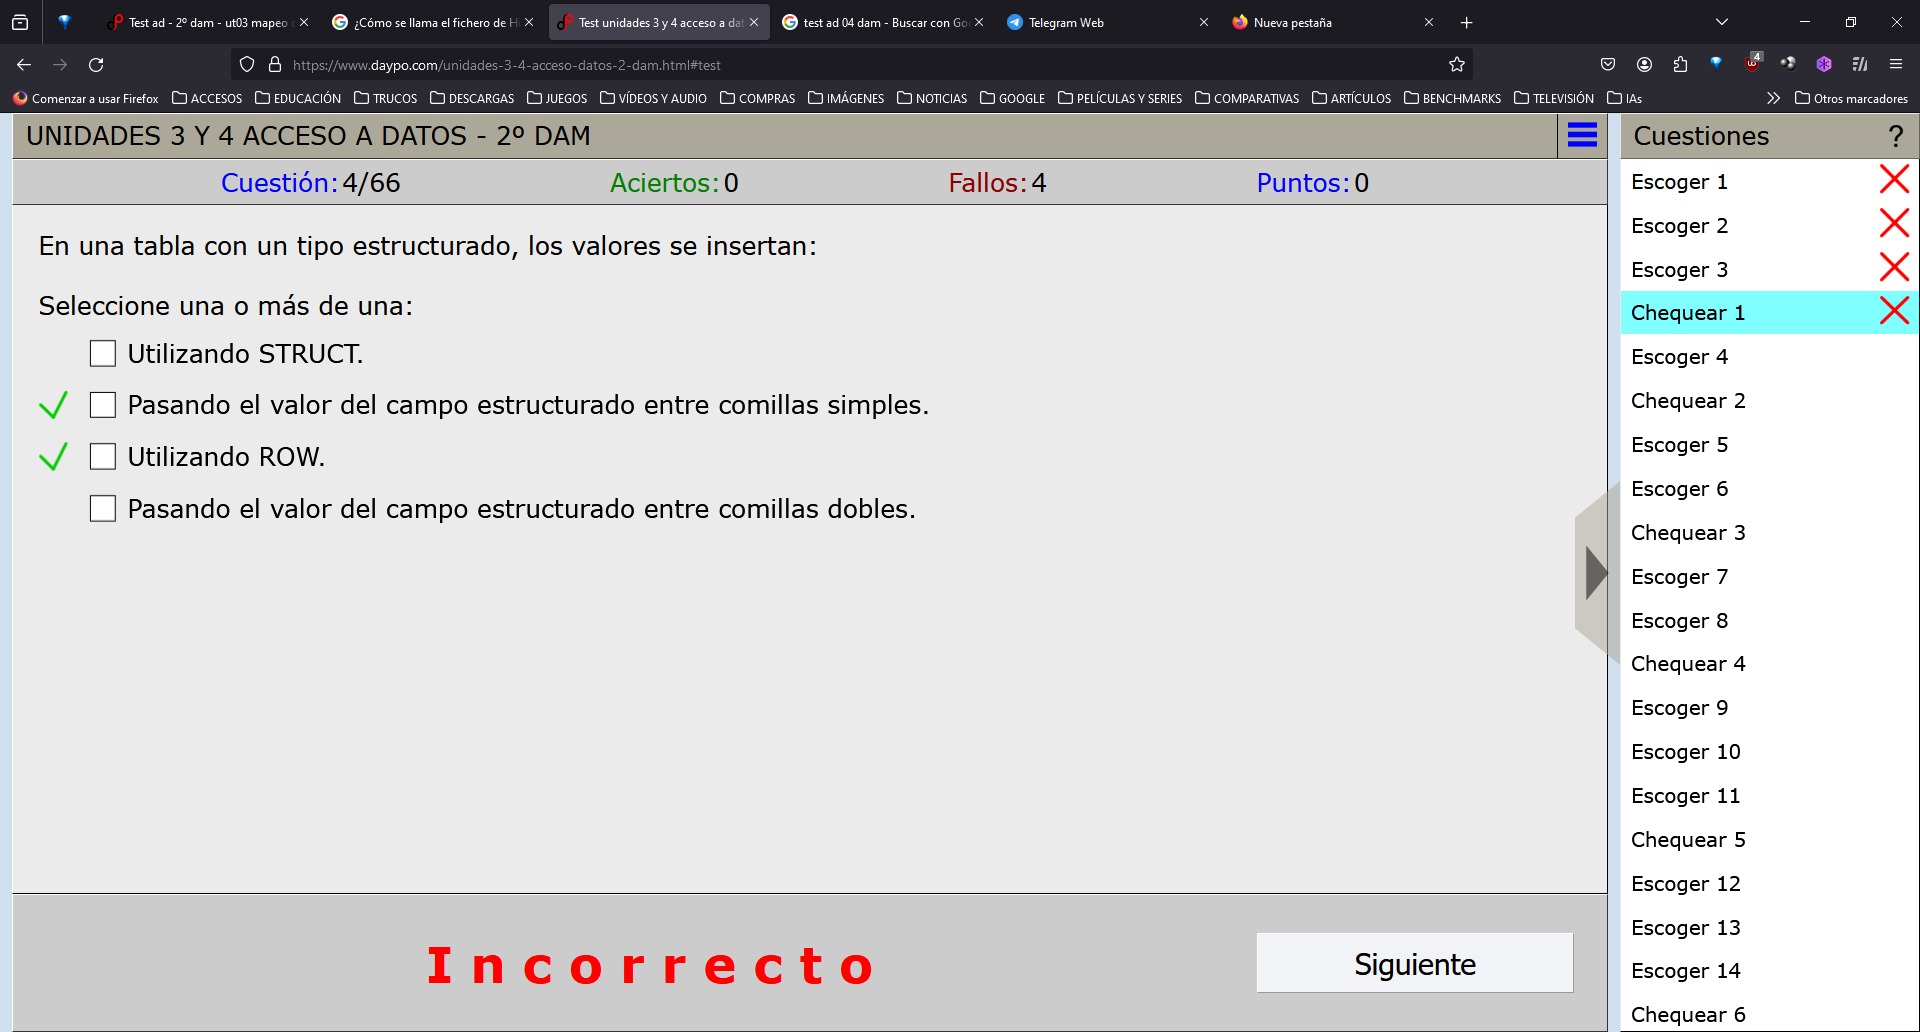 Test ad - 2º dam - ut03 mapeo
¿Cómo se llama el fichero de Hi
Test unidades 3 y 4 acceso a dat
test ad 04 dam - Buscar con Go
Telegram Web
Nueva pestaña
https://www.daypo.com/unidades-3-4-acceso-datos-2-dam.html#test
4
Comenzar a usar Firefox
ACCESOS
EDUCACIÓN
TRUCOS
DESCARGAS
JUEGOS
VÍDEOS Y AUDIO
COMPRAS
IMÁGENES
NOTICIAS
GOOGLE
PELÍCULAS Y SERIES
COMPARATIVAS
ARTÍCULOS
BENCHMARKS
TELEVISIÓN
IAs
Otros marcadores
UNIDADES 3 Y 4 ACCESO A DATOS - 2º DAM
Cuestión: 4/66
Aciertos: 0
Fallos: 4
Puntos: 0
En una tabla con un tipo estructurado, los valores se insertan:
Seleccione una o más de una:
Utilizando STRUCT.
Pasando el valor del campo estructurado entre comillas simples.
Utilizando ROW.
Pasando el valor del campo estructurado entre comillas dobles.
Incorrecto
Siguiente
Cuestiones ?
Escoger 1
Escoger 2
Escoger 3
Chequear 1
Escoger 4
Chequear 2
Escoger 5
Escoger 6
Chequear 3
Escoger 7
Escoger 8
Chequear 4
Escoger 9
Escoger 10
Escoger 11
Chequear 5
Escoger 12
Escoger 13
Escoger 14
Chequear 6